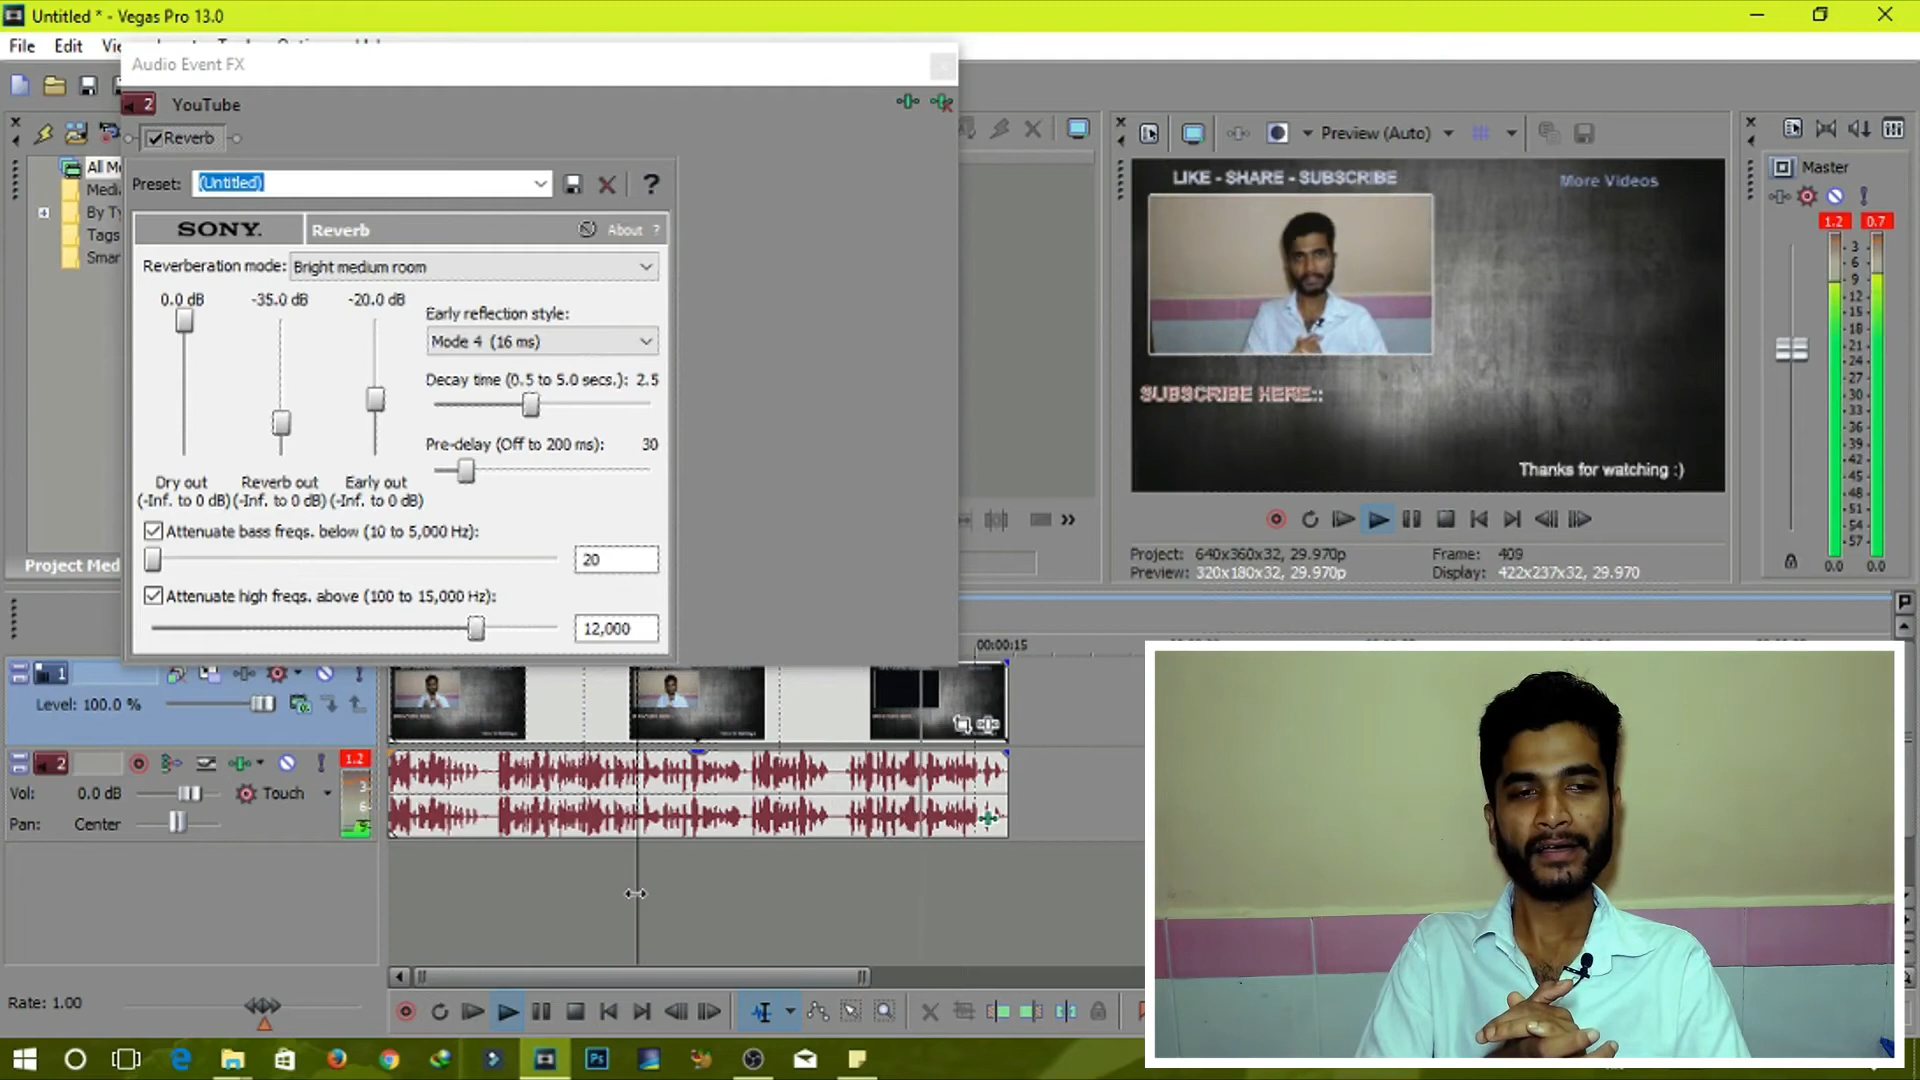 Untitled * - Vegas Pro 13.0
File Edit
Audio Event FX
2 YouTube
Reverb
Preset: (Untitled) ?
SONY. Reverb About ?
Reverberation mode: Bright medium room
0.0 dB -35.0 dB -20.0 dB
Early reflection style:
Mode 4 (16 ms)
Decay time (0.5 to 5.0 secs.): 2.5
Pre-delay (Off to 200 ms): 30
Dry out Reverb out Early out
(-Inf. to 0 dB) (-Inf. to 0 dB) (-Inf. to 0 dB)
Attenuate bass freqs. below (10 to 5,000 Hz):
20
Attenuate high freqs. above (100 to 15,000 Hz):
12,000
All Me
Medi
By Ty
Tags
Smar
Project Med
Preview (Auto)
LIKE - SHARE - SUBSCRIBE More Videos
SUBSCRIBE HERE::
Thanks for watching :)
Project: 640x360x32, 29.970p Frame: 409
Preview: 320x180x32, 29.970p Display: 422x237x32, 29.970
Master
1.2 0.7
3
6
9
12
15
18
21
24
27
30
33
36
39
42
45
48
51
54
57
0.0 0.0
P
00:00:15
1
Level: 100.0 %
2 1.2
Vol: 0.0 dB Touch 3
6
Pan: Center 9
Rate: 1.00
Ps